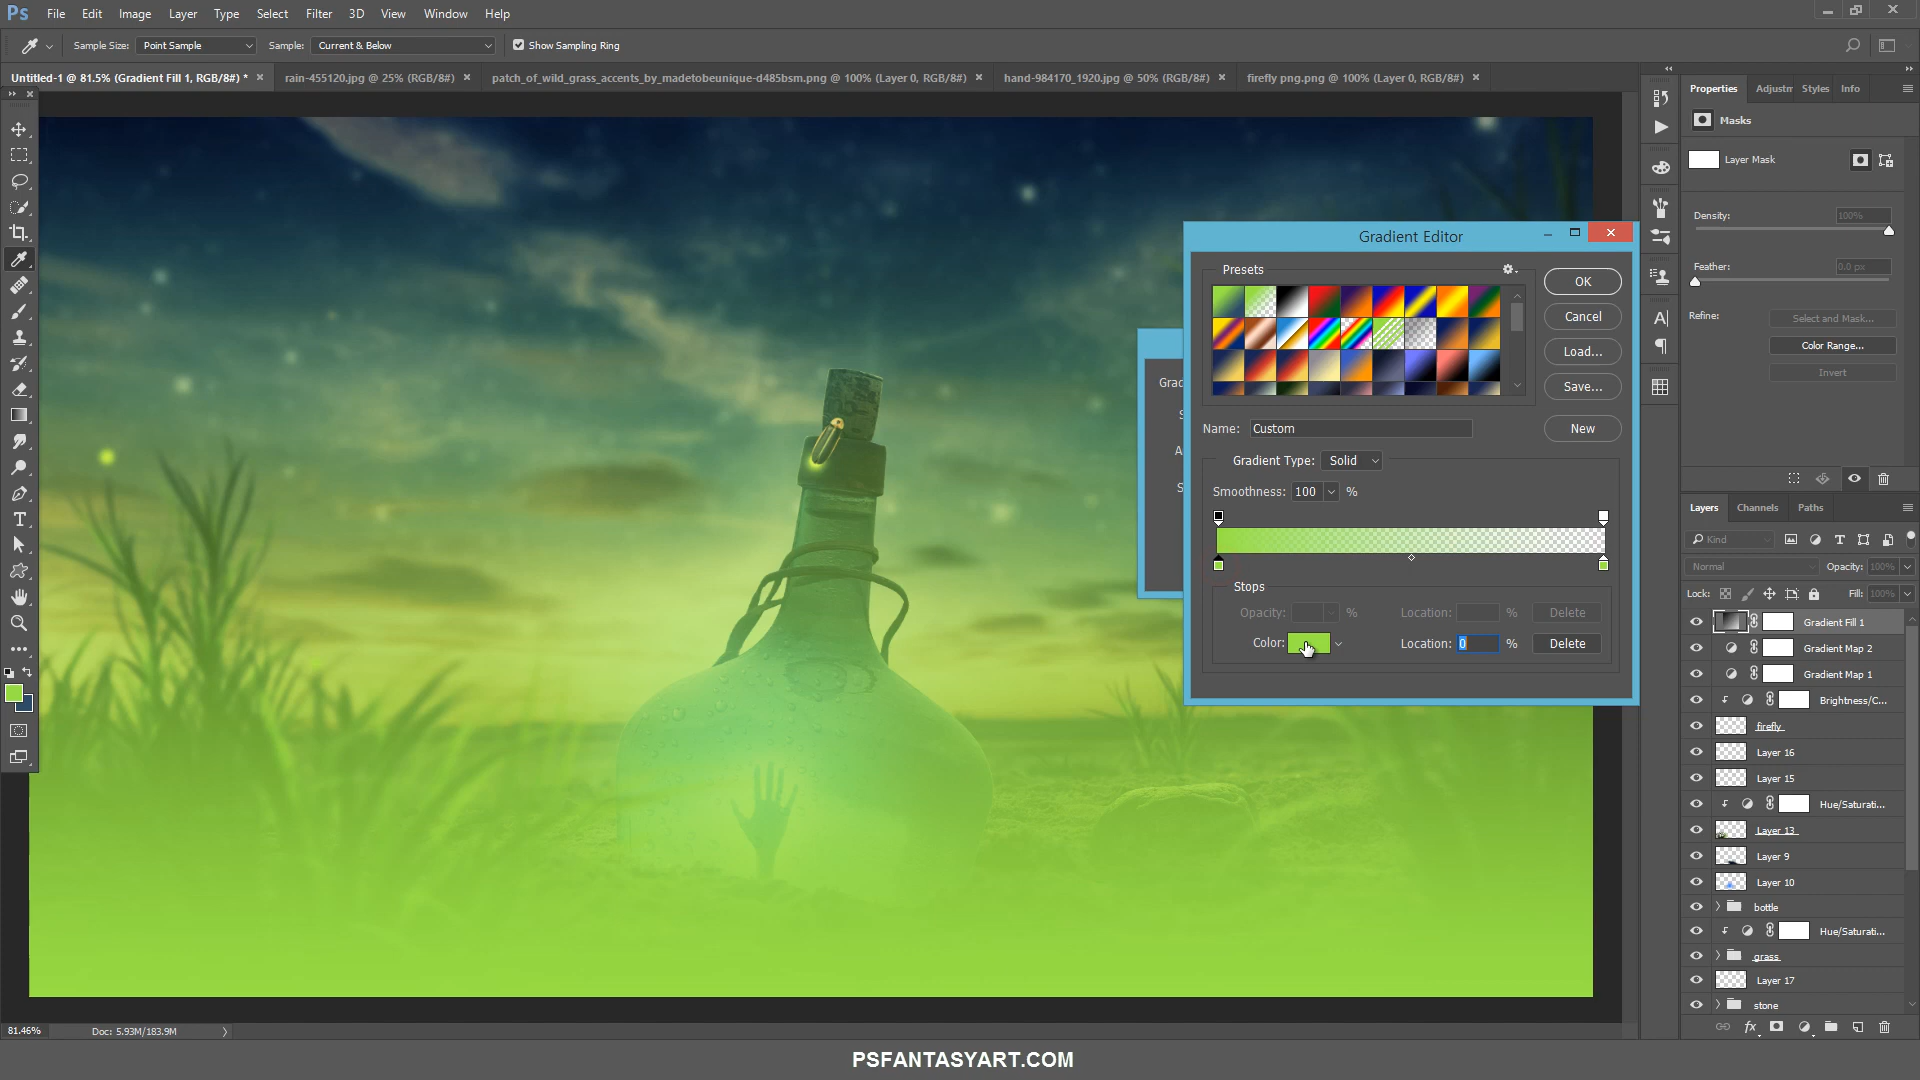 Ps File Edit Image Layer Type Select Filter 3D View Window Help
Sample Size: Point Sample Sample: Current & Below Show Sampling Ring
Untitled-1 @ 81.5% (Gradient Fill 1, RGB/8#) * × rain-455120.jpg @ 25% (RGB/8#) × patch_of_wild_grass_accents_by_madetobeunique-d485bsm.png @ 100% (Layer 0, RGB/8#) × hand-984170_1920.jpg @ 50% (RGB/8#) × firefly png.png @ 100% (Layer 0, RGB/8#) ×
Properties Adjustm Styles Info
Masks
Layer Mask
Density: 100%
Feather: 0.0 px
Refine: Select and Mask...
Color Range...
Invert
Grad
S
A
S
Gradient Editor
Presets
OK
Cancel
Load...
Save...
Name: Custom New
Gradient Type: Solid
Smoothness: 100 %
Stops
Opacity: % Location: % Delete
Color: Location: 0 % Delete
Layers Channels Paths
Kind
Normal Opacity: 100%
Lock: Fill: 100%
Gradient Fill 1
Gradient Map 2
Gradient Map 1
Brightness/C...
firefly
Layer 16
Layer 15
Hue/Saturati...
Layer 13
Layer 9
Layer 10
bottle
Hue/Saturati...
grass
Layer 17
stone
81.46% Doc: 5.93M/183.9M
PSFANTASYART.COM